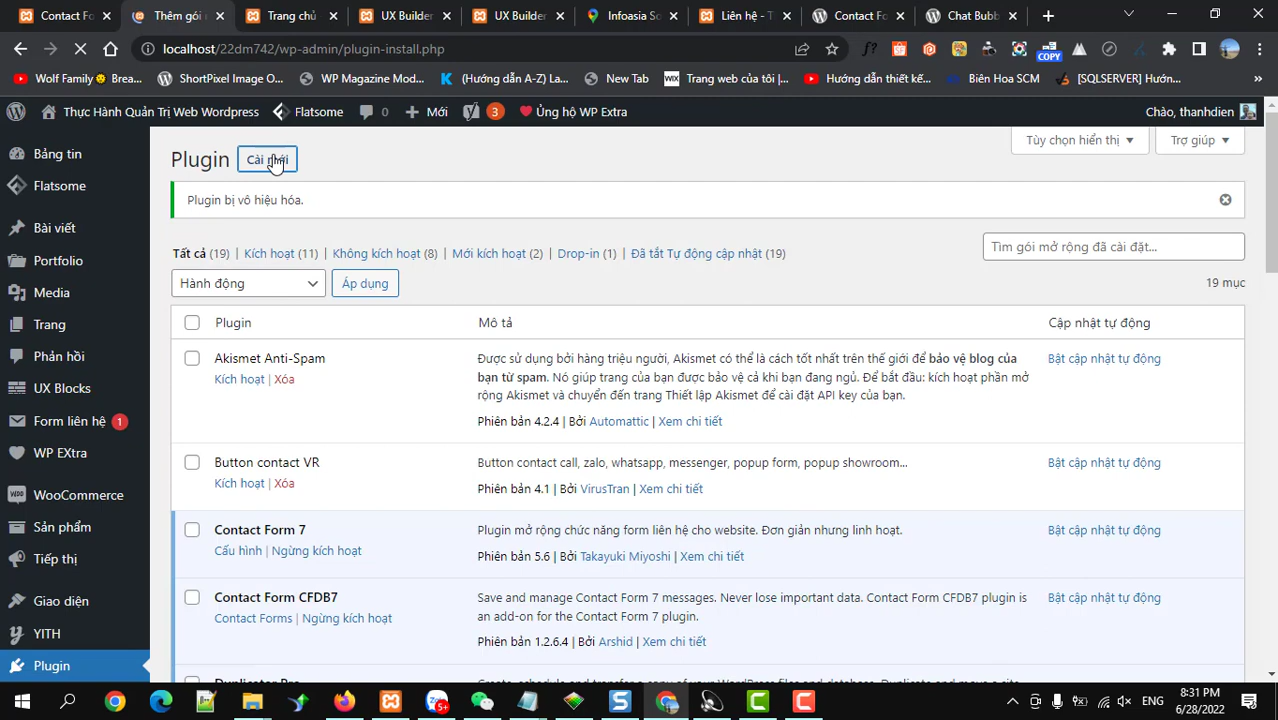 Contact Fo
Thêm gói
Trang chủ
UX Builder
UX Builder
Infoasia So
Liên hệ - T
Contact Fo
Chat Bubb
localhost/22dm742/wp-admin/plugin-install.php
COPY
Wolf Family Brea...
ShortPixel Image O...
WP Magazine Mod...
(Hướng dẫn A-Z) La...
New Tab
WIX
Trang web của tôi |...
Hướng dẫn thiết kế...
Biên Hoa SCM
[SQLSERVER] Hướn...
»
Thực Hành Quản Trị Web Wordpress
Flatsome
0
Mới
3
Ủng hộ WP Extra
Chào, thanhdien
Bảng tin
Flatsome
Bài viết
Portfolio
Media
Trang
Phản hồi
UX Blocks
Form liên hệ 1
WP EXtra
WooCommerce
Sản phẩm
Tiếp thị
Giao diện
YITH
Plugin
Plugin
Cài mới
Tùy chọn hiển thị
Trợ giúp
Plugin bị vô hiệu hóa.
Tất cả (19) | Kích hoạt (11) | Không kích hoạt (8) | Mới kích hoạt (2) | Drop-in (1) | Đã tắt Tự động cập nhật (19)
Tìm gói mở rộng đã cài đặt...
Hành động
Áp dụng
19 mục
Plugin
Mô tả
Cập nhật tự động
Akismet Anti-Spam
Kích hoạt | Xóa
Được sử dụng bởi hàng triệu người, Akismet có thể là cách tốt nhất trên thế giới để bảo vệ blog của
bạn từ spam. Nó giúp trang của bạn được bảo vệ cả khi bạn đang ngủ. Để bắt đầu: kích hoạt phần mở
rộng Akismet và chuyển đến trang Thiết lập Akismet để cài đặt API key của bạn.
Phiên bản 4.2.4 | Bởi Automattic | Xem chi tiết
Bật cập nhật tự động
Button contact VR
Kích hoạt | Xóa
Button contact call, zalo, whatsapp, messenger, popup form, popup showroom...
Phiên bản 4.1 | Bởi VirusTran | Xem chi tiết
Bật cập nhật tự động
Contact Form 7
Cấu hình | Ngừng kích hoạt
Plugin mở rộng chức năng form liên hệ cho website. Đơn giản nhưng linh hoạt.
Phiên bản 5.6 | Bởi Takayuki Miyoshi | Xem chi tiết
Bật cập nhật tự động
Contact Form CFDB7
Contact Forms | Ngừng kích hoạt
Save and manage Contact Form 7 messages. Never lose important data. Contact Form CFDB7 plugin is
an add-on for the Contact Form 7 plugin.
Phiên bản 1.2.6.4 | Bởi Arshid | Xem chi tiết
Bật cập nhật tự động
Duplicator Pro
5+
ENG
8:31 PM
6/28/2022